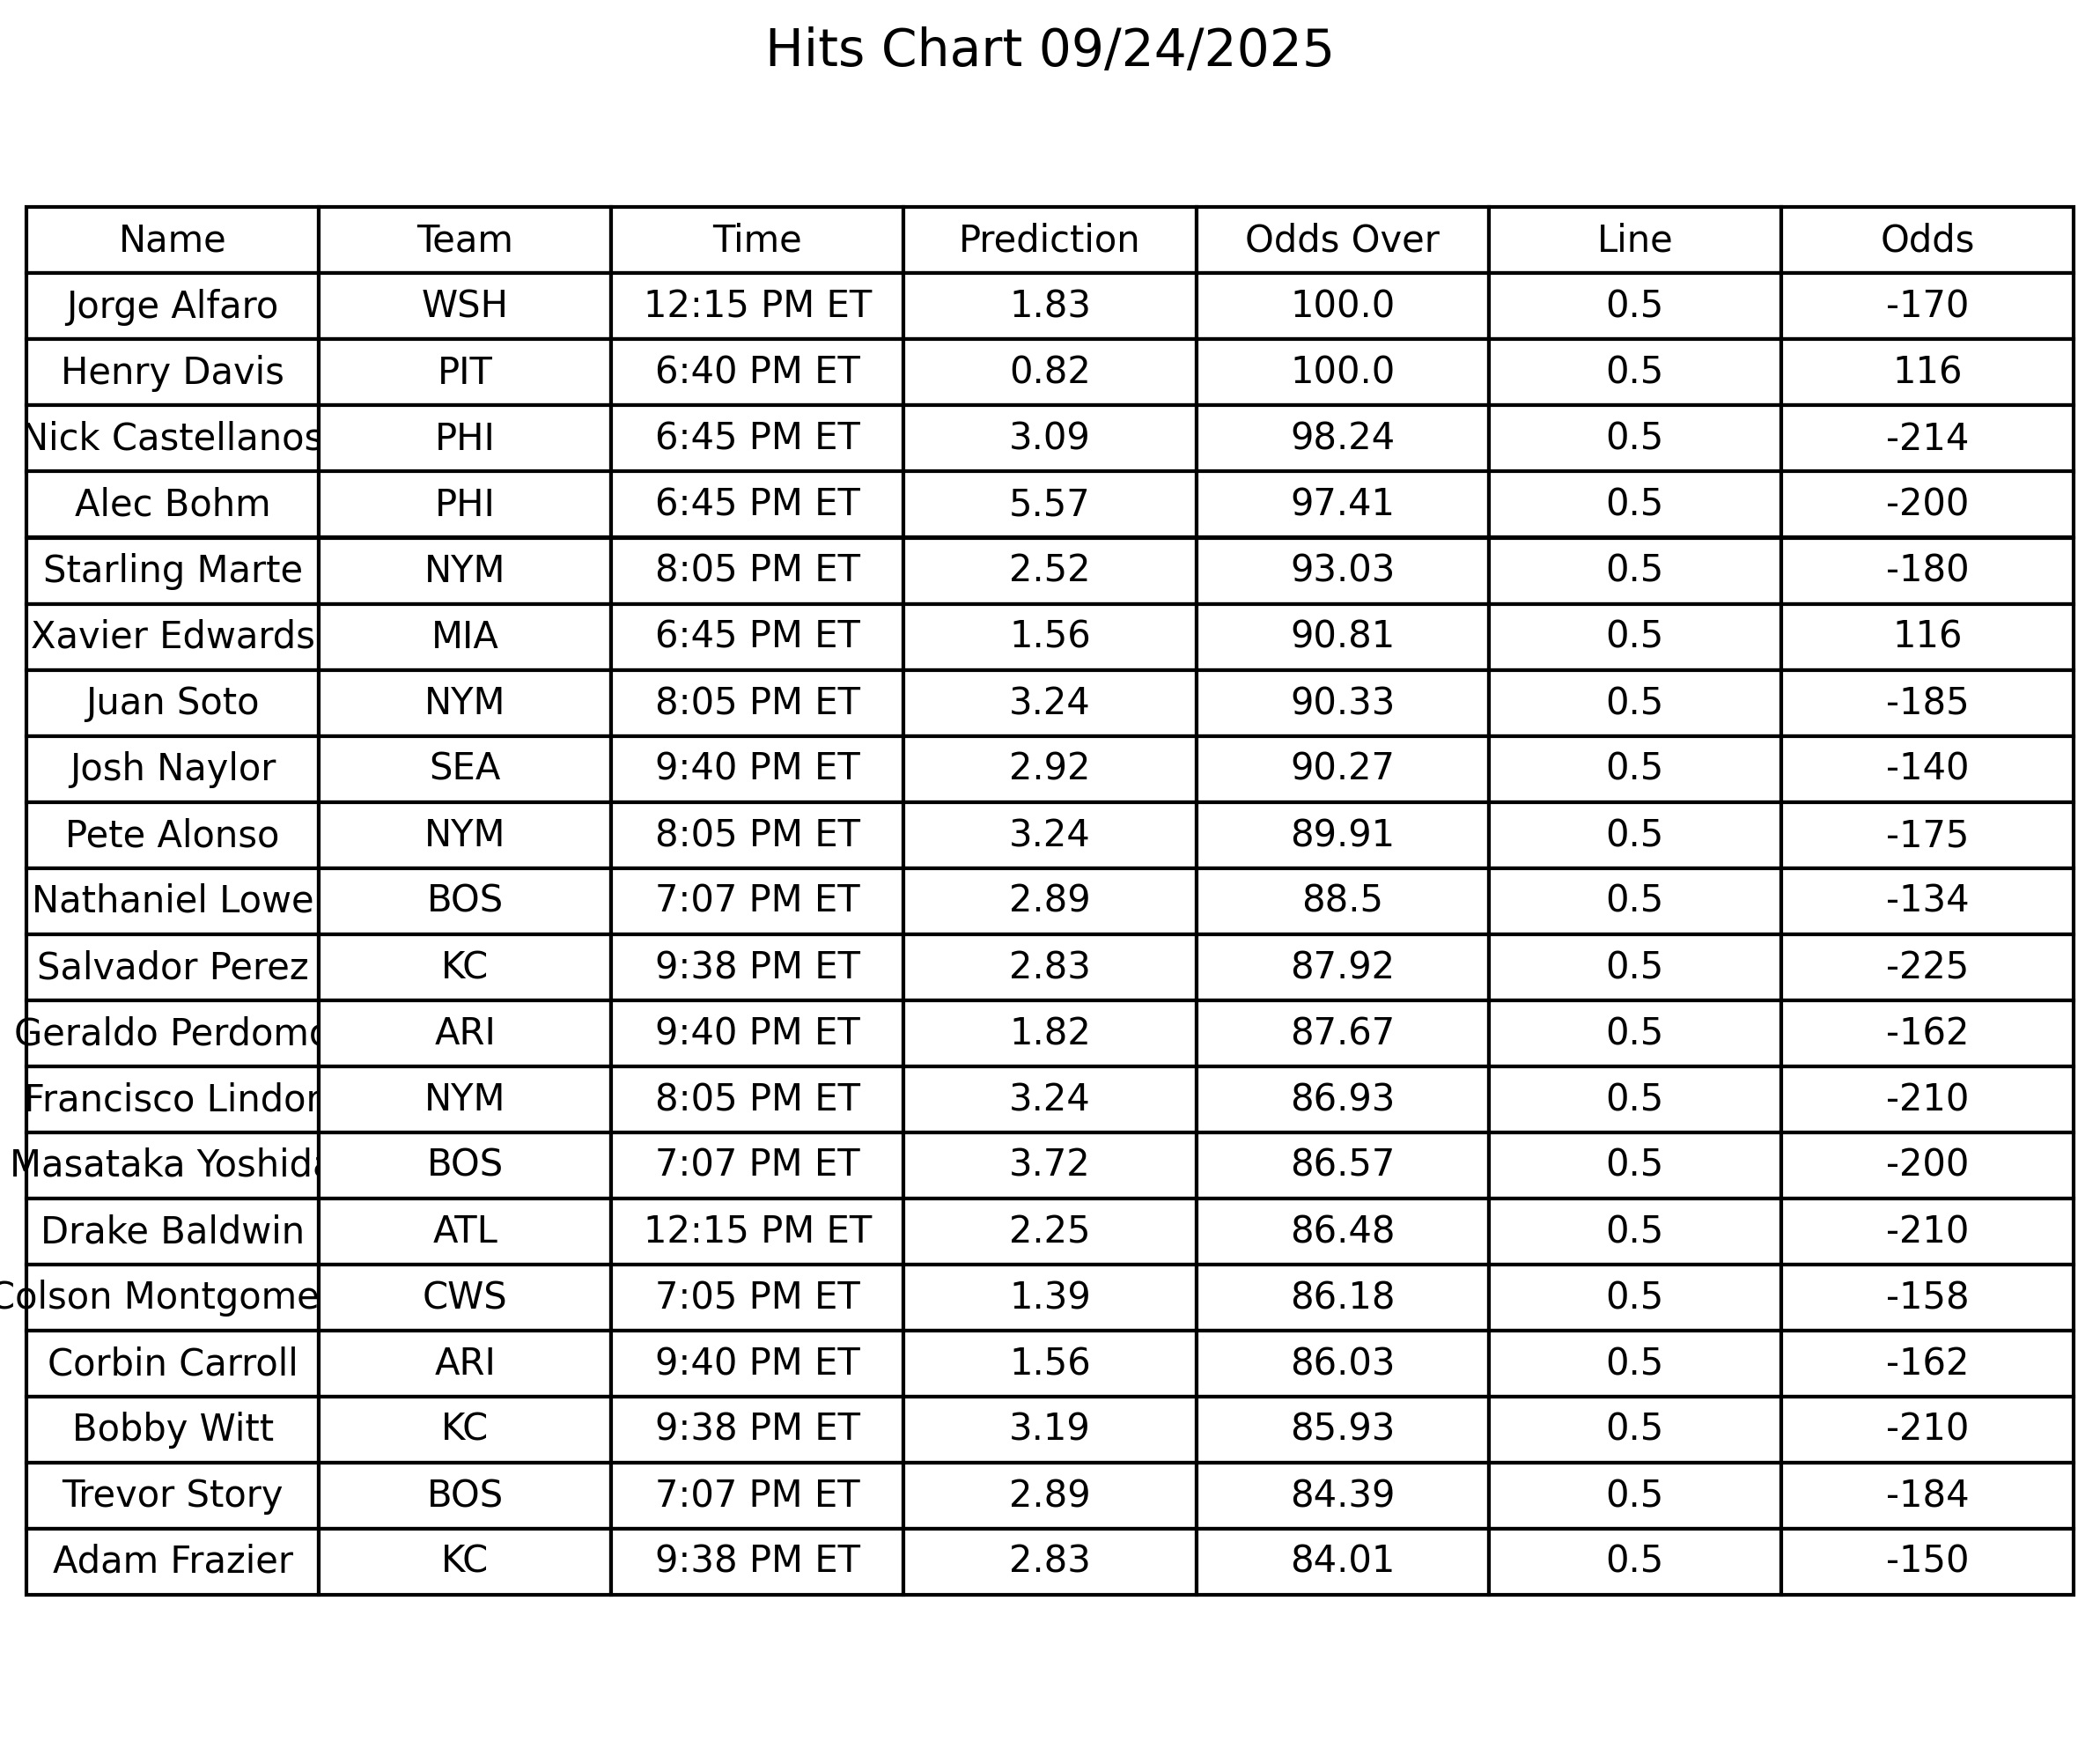 Hits Chart 09/24/2025
Name Team Time Prediction Odds Over Line Odds
Jorge Alfaro WSH 12:15 PM ET 1.83 100.0 0.5 -170
Henry Davis PIT 6:40 PM ET 0.82 100.0 0.5 116
Nick Castellanos PHI 6:45 PM ET 3.09 98.24 0.5 -214
Alec Bohm PHI 6:45 PM ET 5.57 97.41 0.5 -200
Starling Marte NYM 8:05 PM ET 2.52 93.03 0.5 -180
Xavier Edwards MIA 6:45 PM ET 1.56 90.81 0.5 116
Juan Soto NYM 8:05 PM ET 3.24 90.33 0.5 -185
Josh Naylor SEA 9:40 PM ET 2.92 90.27 0.5 -140
Pete Alonso NYM 8:05 PM ET 3.24 89.91 0.5 -175
Nathaniel Lowe BOS 7:07 PM ET 2.89 88.5 0.5 -134
Salvador Perez KC 9:38 PM ET 2.83 87.92 0.5 -225
Geraldo Perdomo ARI 9:40 PM ET 1.82 87.67 0.5 -162
Francisco Lindor NYM 8:05 PM ET 3.24 86.93 0.5 -210
Masataka Yoshida BOS 7:07 PM ET 3.72 86.57 0.5 -200
Drake Baldwin ATL 12:15 PM ET 2.25 86.48 0.5 -210
Colson Montgome CWS 7:05 PM ET 1.39 86.18 0.5 -158
Corbin Carroll ARI 9:40 PM ET 1.56 86.03 0.5 -162
Bobby Witt KC 9:38 PM ET 3.19 85.93 0.5 -210
Trevor Story BOS 7:07 PM ET 2.89 84.39 0.5 -184
Adam Frazier KC 9:38 PM ET 2.83 84.01 0.5 -150